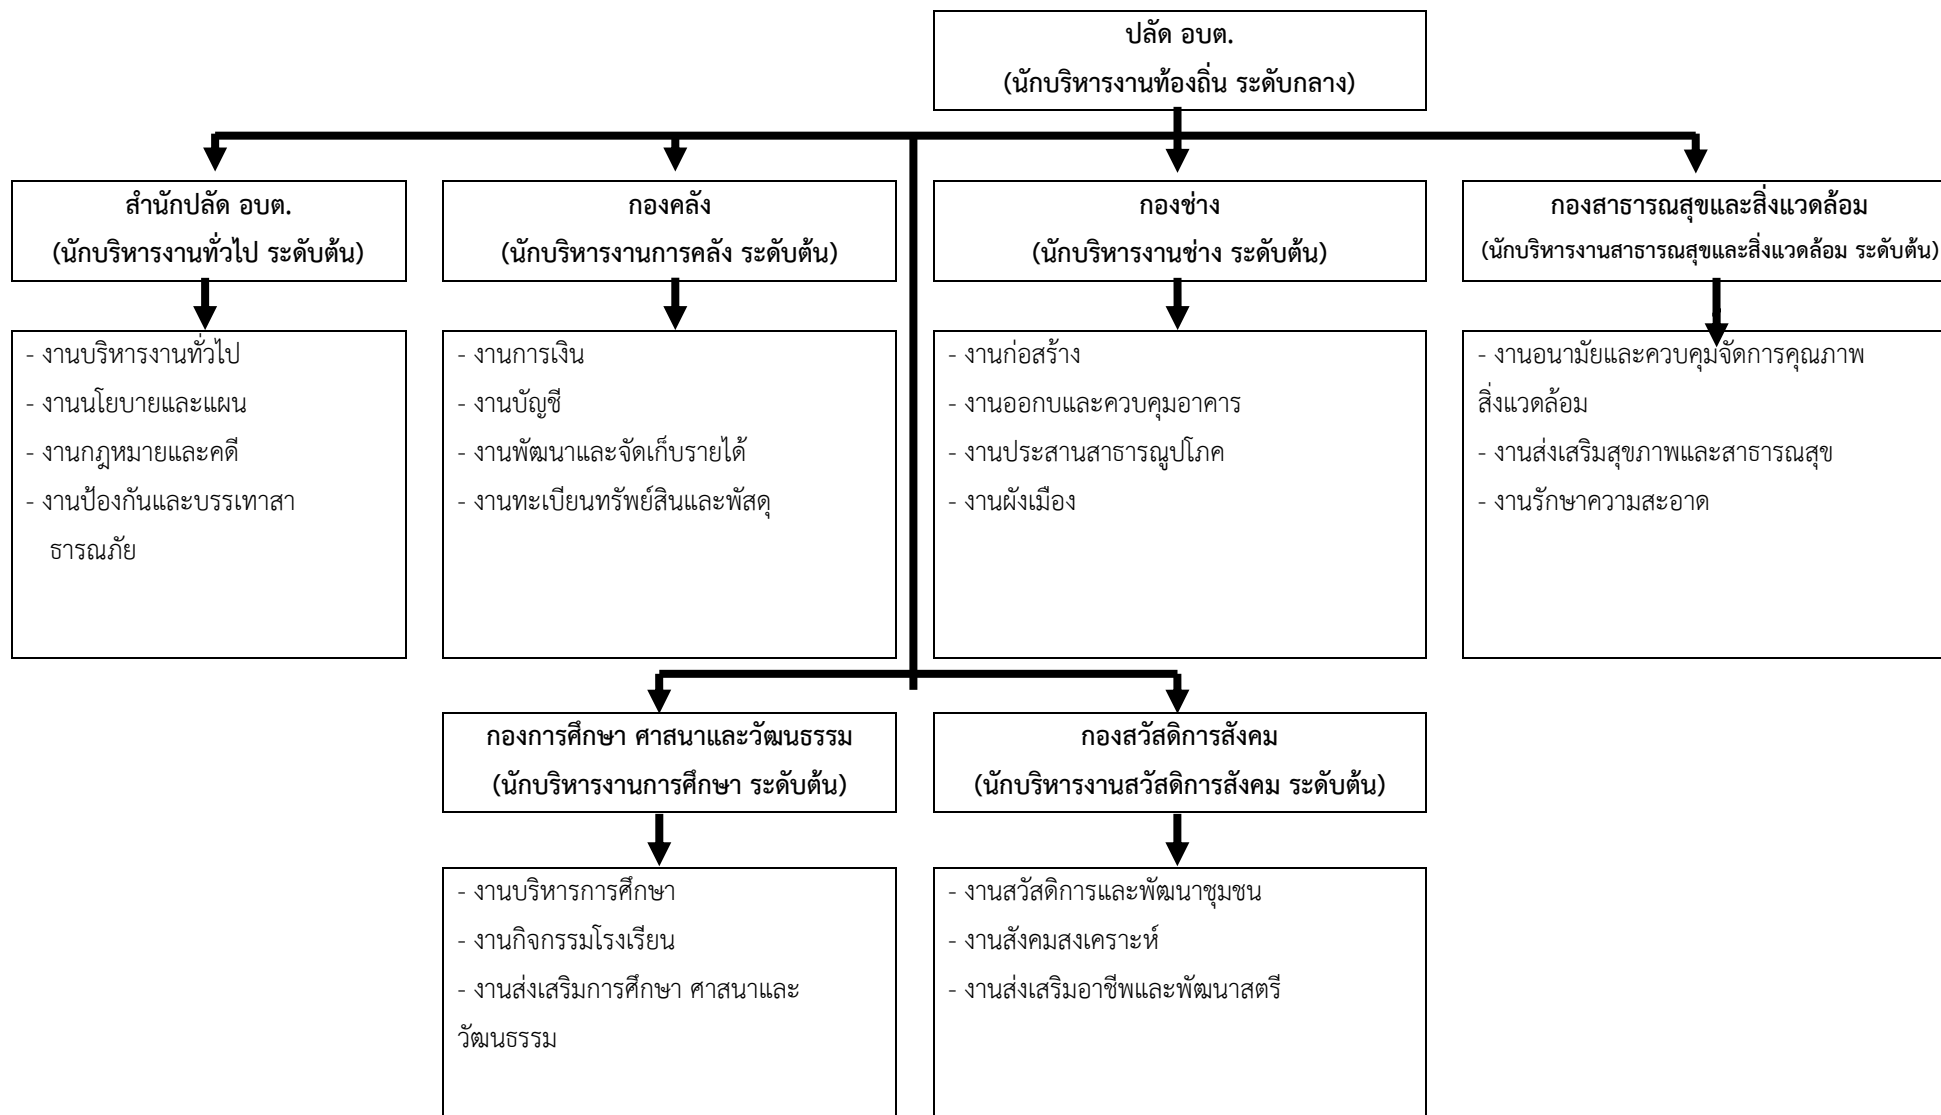 ปลัด อบต.
(นักบริหารงานท้องถิ่น ระดับกลาง)
สำนักปลัด อบต.
(นักบริหารงานทั่วไป ระดับต้น)
กองคลัง
(นักบริหารงานการคลัง ระดับต้น)
กองช่าง
(นักบริหารงานช่าง ระดับต้น)
กองสาธารณสุขและสิ่งแวดล้อม
(นักบริหารงานสาธารณสุขและสิ่งแวดล้อม ระดับต้น)
- งานบริหารงานทั่วไป
- งานนโยบายและแผน
- งานกฎหมายและคดี
- งานป้องกันและบรรเทาสา
ธารณภัย
- งานการเงิน
- งานบัญชี
- งานพัฒนาและจัดเก็บรายได้
- งานทะเบียนทรัพย์สินและพัสดุ
- งานก่อสร้าง
- งานออกบและควบคุมอาคาร
- งานประสานสาธารณูปโภค
- งานผังเมือง
- งานอนามัยและควบคุมจัดการคุณภาพ
สิ่งแวดล้อม
- งานส่งเสริมสุขภาพและสาธารณสุข
- งานรักษาความสะอาด
กองการศึกษา ศาสนาและวัฒนธรรม
(นักบริหารงานการศึกษา ระดับต้น)
กองสวัสดิการสังคม
(นักบริหารงานสวัสดิการสังคม ระดับต้น)
- งานบริหารการศึกษา
- งานกิจกรรมโรงเรียน
- งานส่งเสริมการศึกษา ศาสนาและ
วัฒนธรรม
- งานสวัสดิการและพัฒนาชุมชน
- งานสังคมสงเคราะห์
- งานส่งเสริมอาชีพและพัฒนาสตรี